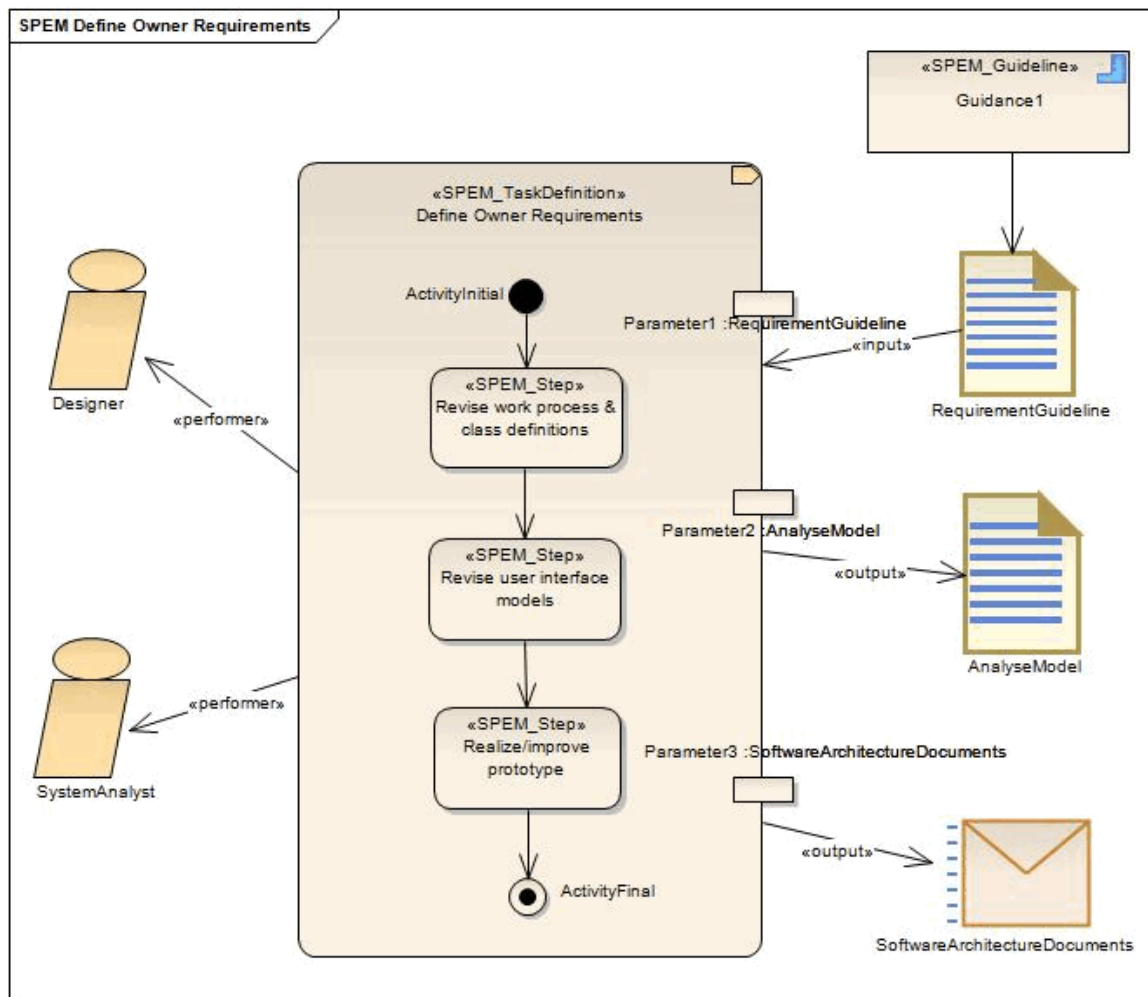 SPEM Define Owner Requirements
«SPEM_Guideline»
Guidance1
«SPEM_TaskDefinition»
Define Owner Requirements
ActivityInitial
Parameter1 :RequirementGuideline
«input»
«SPEM_Step»
Revise work process &
class definitions
Designer
RequirementGuideline
«performer»
Parameter2 :AnalyseModel
«SPEM_Step»
Revise user interface
models
«output»
AnalyseModel
«performer»
«SPEM_Step»
Realize/improve
prototype
Parameter3 :SoftwareArchitectureDocuments
SystemAnalyst
«output»
ActivityFinal
SoftwareArchitectureDocuments